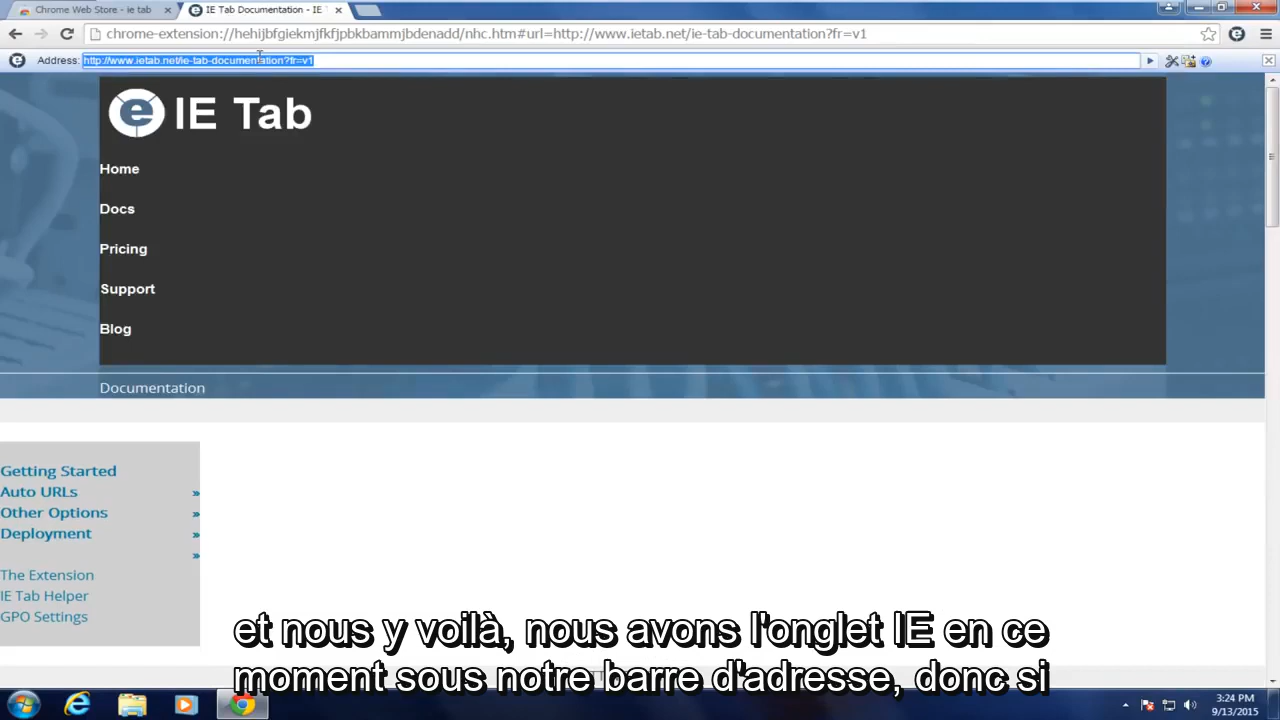 Chrome Web Store - ie tab
IE Tab Documentation - IE T
chrome-extension://hehijbfgiekmjfkfjpbkbammjbdenadd/nhc.htm#url=http://www.ietab.net/ie-tab-documentation?fr=v1
Address: http://www.ietab.net/ie-tab-documentation?fr=v1
IE Tab
Home
Docs
Pricing
Support
Blog
Documentation
Getting Started
Auto URLs »
Other Options »
Deployment »
»
The Extension
IE Tab Helper
GPO Settings
et nous y voilà, nous avons l'onglet IE en ce
moment sous notre barre d'adresse, donc si
3:24 PM
9/13/2015